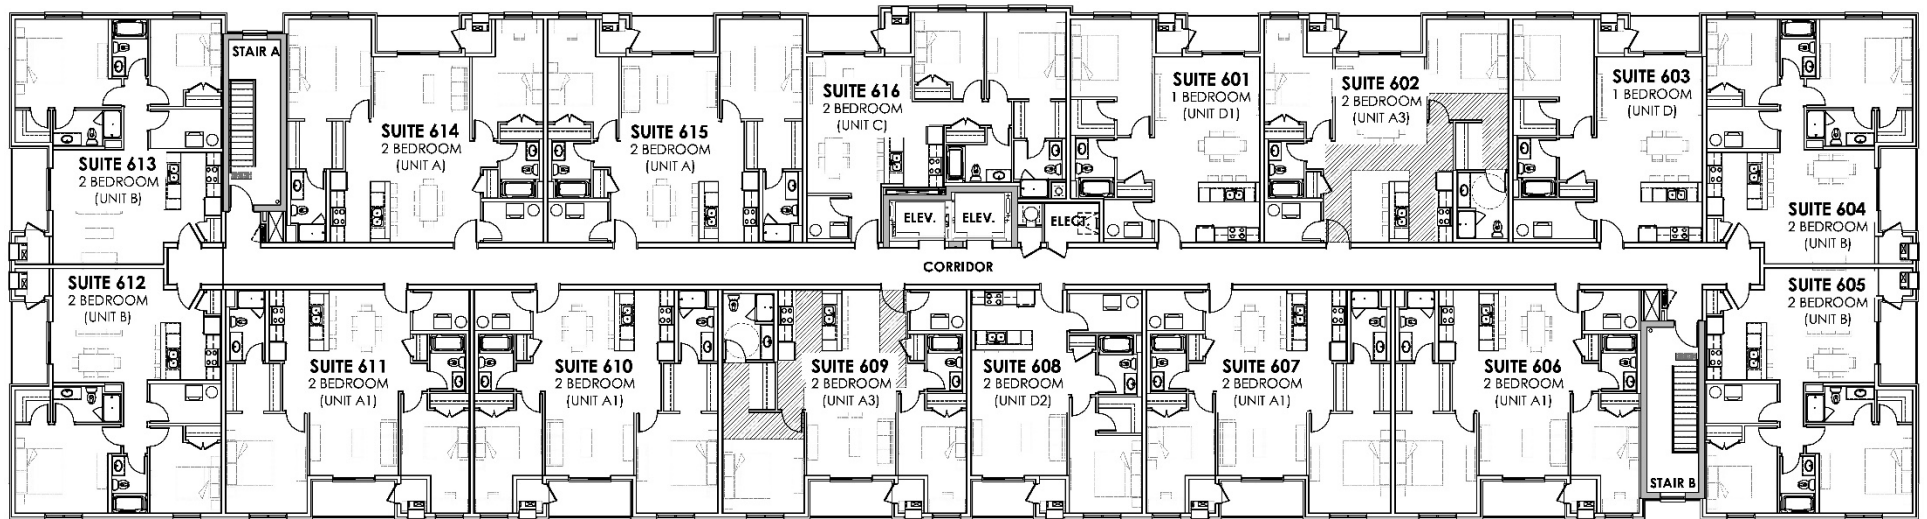 STAIR A
SUITE 616
2 BEDROOM
(UNIT C)
SUITE 601
1 BEDROOM
(UNIT D1)
SUITE 602
2 BEDROOM
(UNIT A3)
SUITE 603
1 BEDROOM
(UNIT D)
SUITE 614
2 BEDROOM
(UNIT A)
SUITE 615
2 BEDROOM
(UNIT A)
SUITE 613
2 BEDROOM
(UNIT B)
SUITE 604
2 BEDROOM
(UNIT B)
ELEV.
ELEV.
ELECT.
CORRIDOR
SUITE 612
2 BEDROOM
(UNIT B)
SUITE 605
2 BEDROOM
(UNIT B)
SUITE 611
2 BEDROOM
(UNIT A1)
SUITE 610
2 BEDROOM
(UNIT A1)
SUITE 609
2 BEDROOM
(UNIT A3)
SUITE 608
2 BEDROOM
(UNIT D2)
SUITE 607
2 BEDROOM
(UNIT A1)
SUITE 606
2 BEDROOM
(UNIT A1)
STAIR B